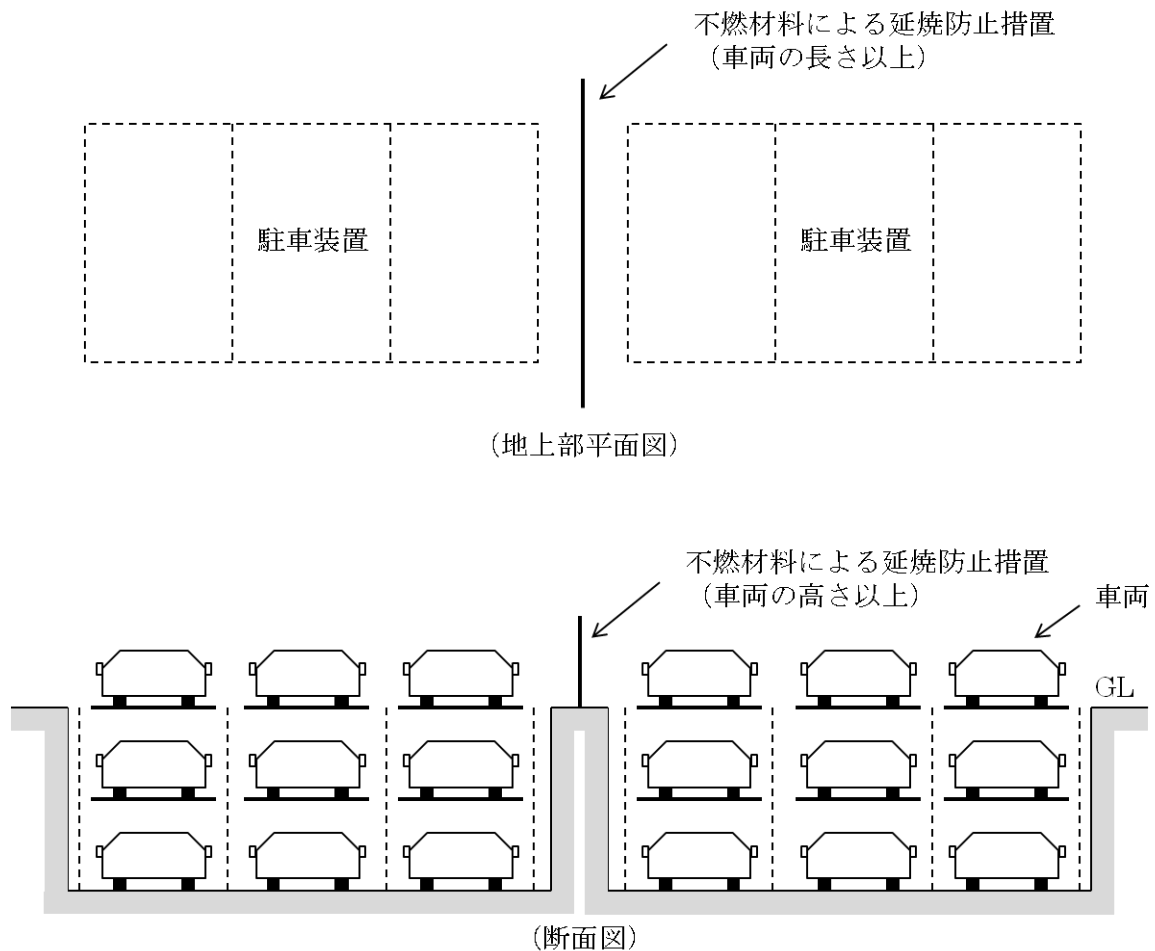 不燃材料による延焼防止措置
（車両の長さ以上）
駐車装置
駐車装置
（地上部平面図）
不燃材料による延焼防止措置
（車両の高さ以上）
車両
GL
（断面図）